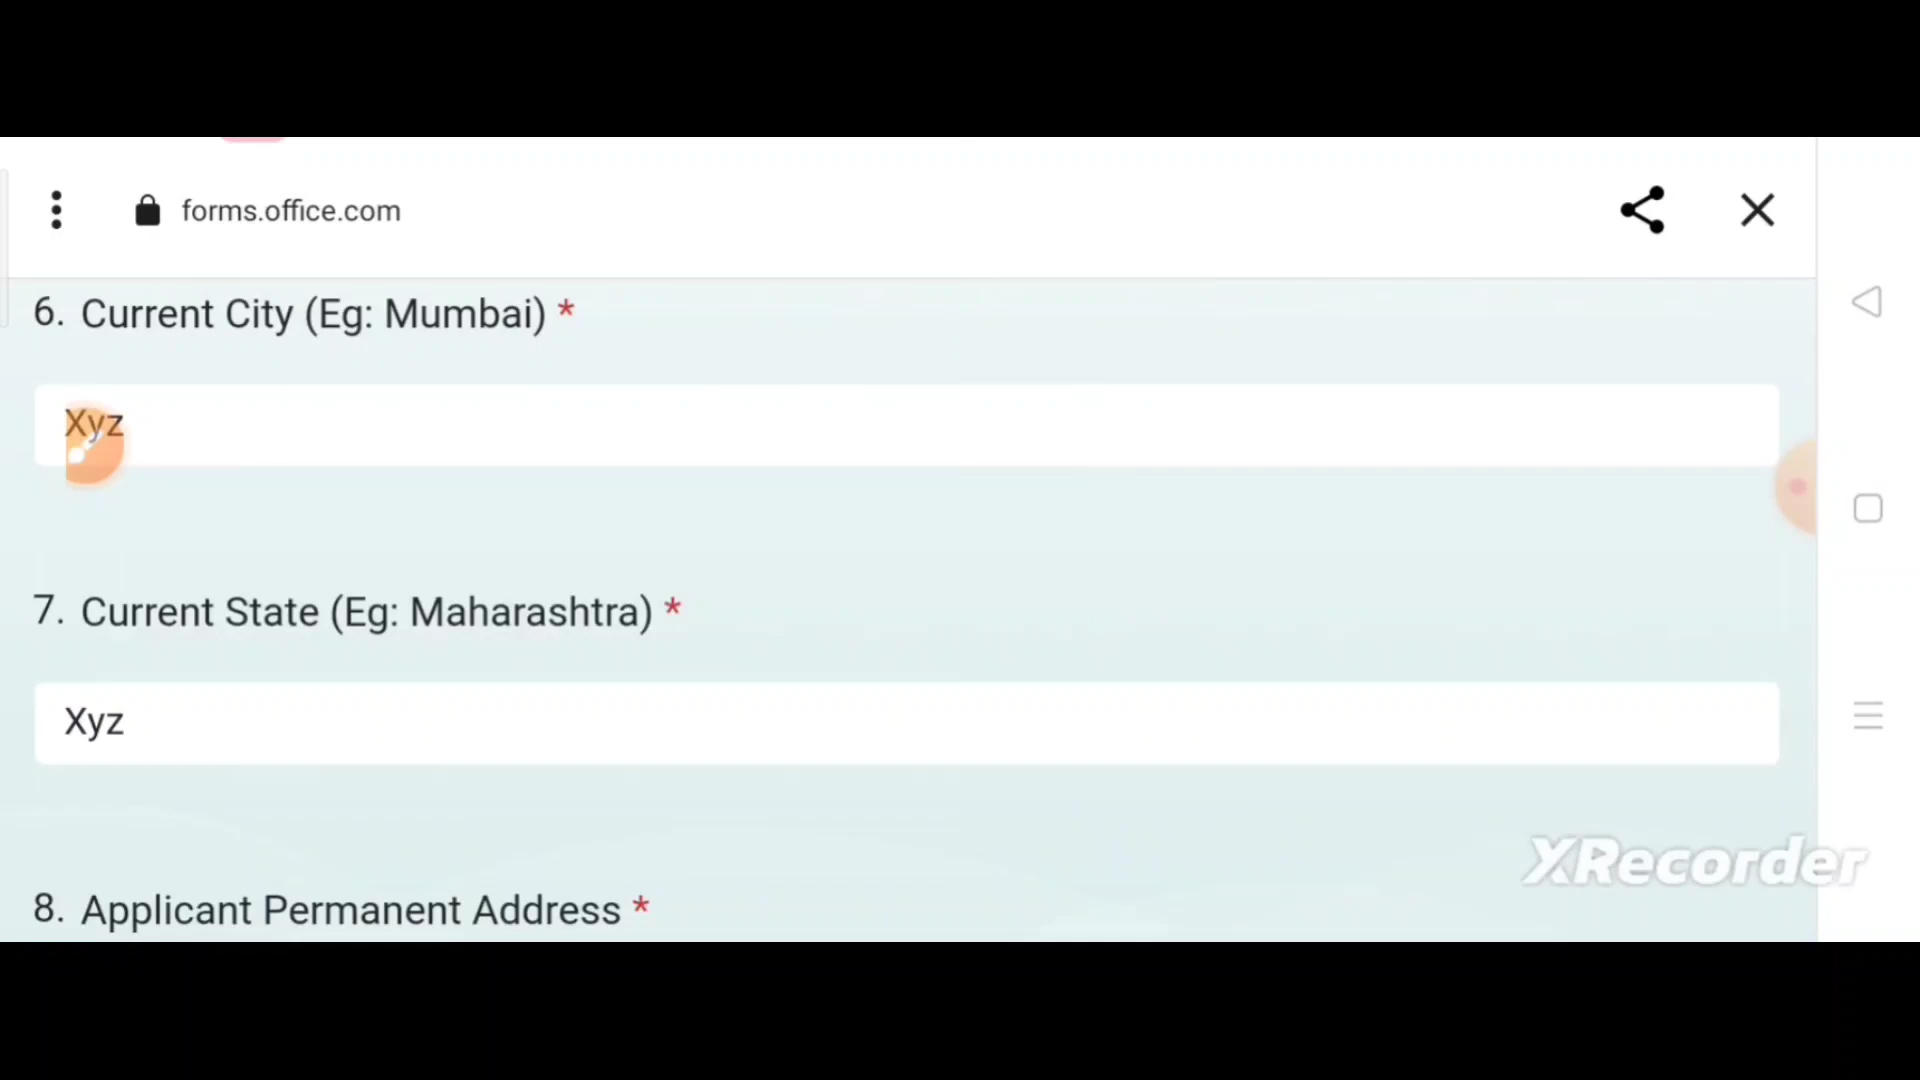 forms.office.com
6. Current City (Eg: Mumbai) *
Xyz
7. Current State (Eg: Maharashtra) *
Xyz
XRecorder
8. Applicant Permanent Address *